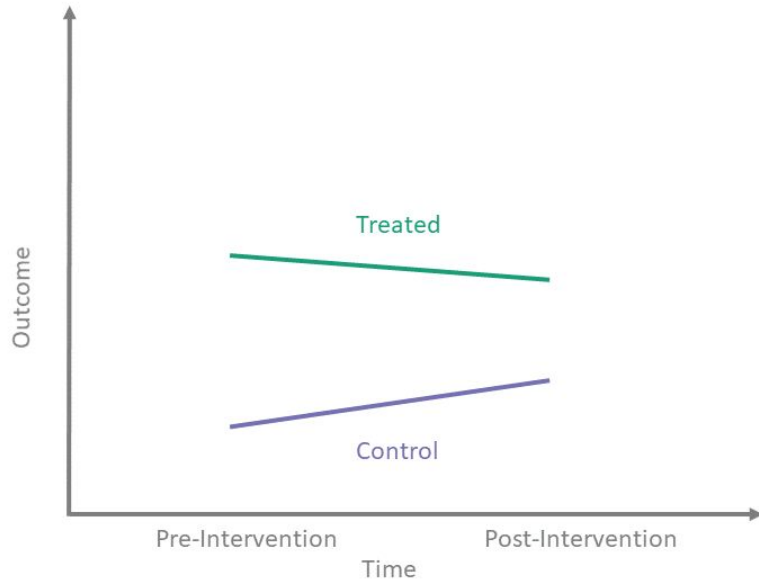 Treated
Outcome
Control
Pre-Intervention
Post-Intervention
Time